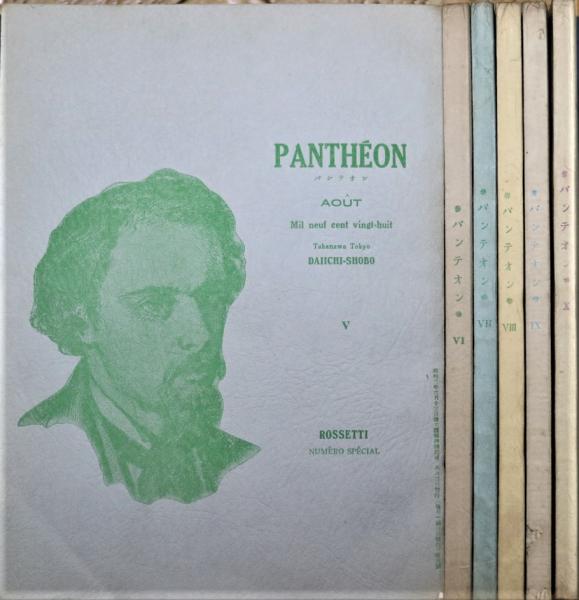 PANTHÉON
パンテオン
AOÛT
Mil neuf cent vingt-huit
Takanawa Tokyo
DAIICHI-SHOBO
V
ROSSETTI
NUMÉRO SPÉCIAL
パンテオン
VI
パンテオン
VII
パンテオン
VIII
パンテオン
IX
パンテオン
X